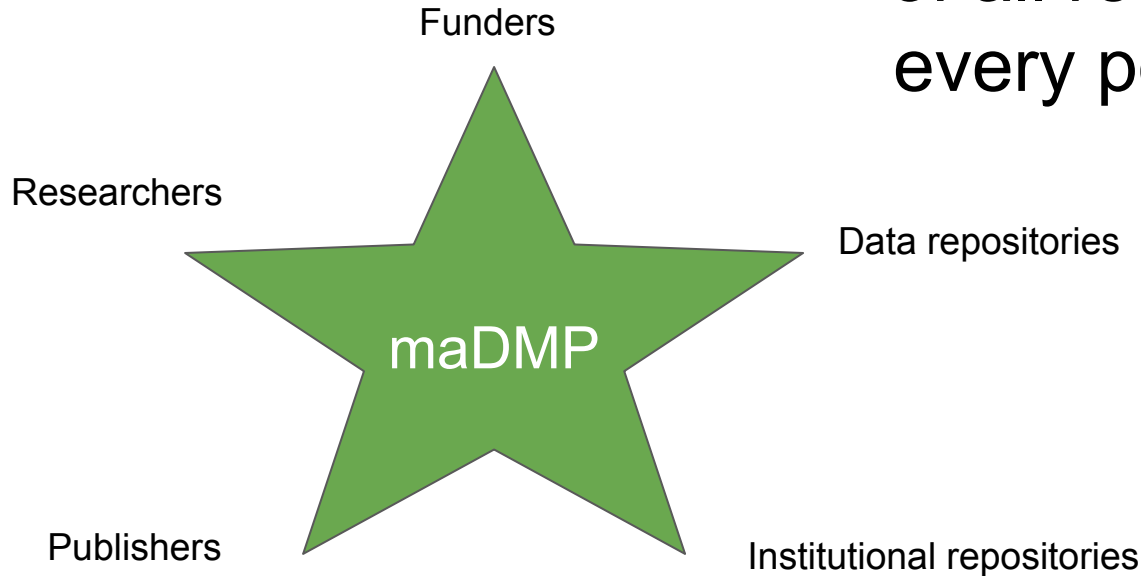 Funders
every
Researchers
Data repositories
maDMP
Publishers
Institutional repositories